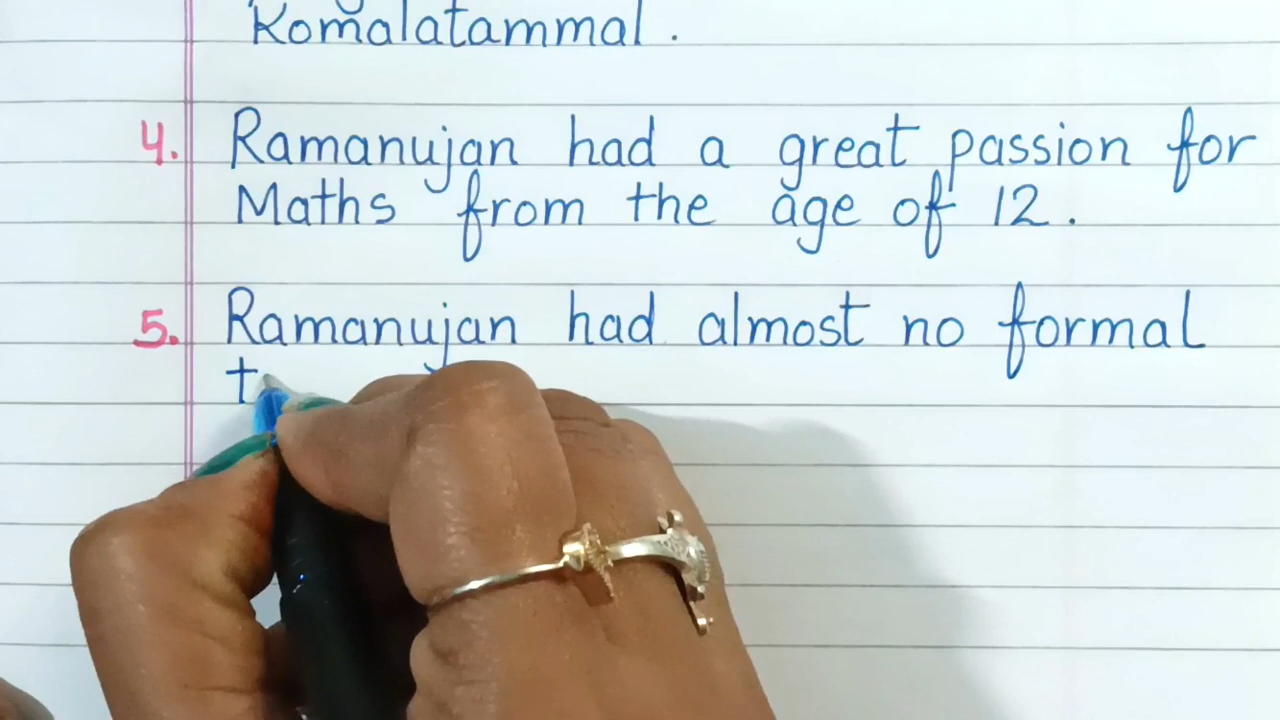 Komalatammal.
4. Ramanujan had a great passion for
Maths from the age of 12.
5. Ramanujan had almost no formal
t